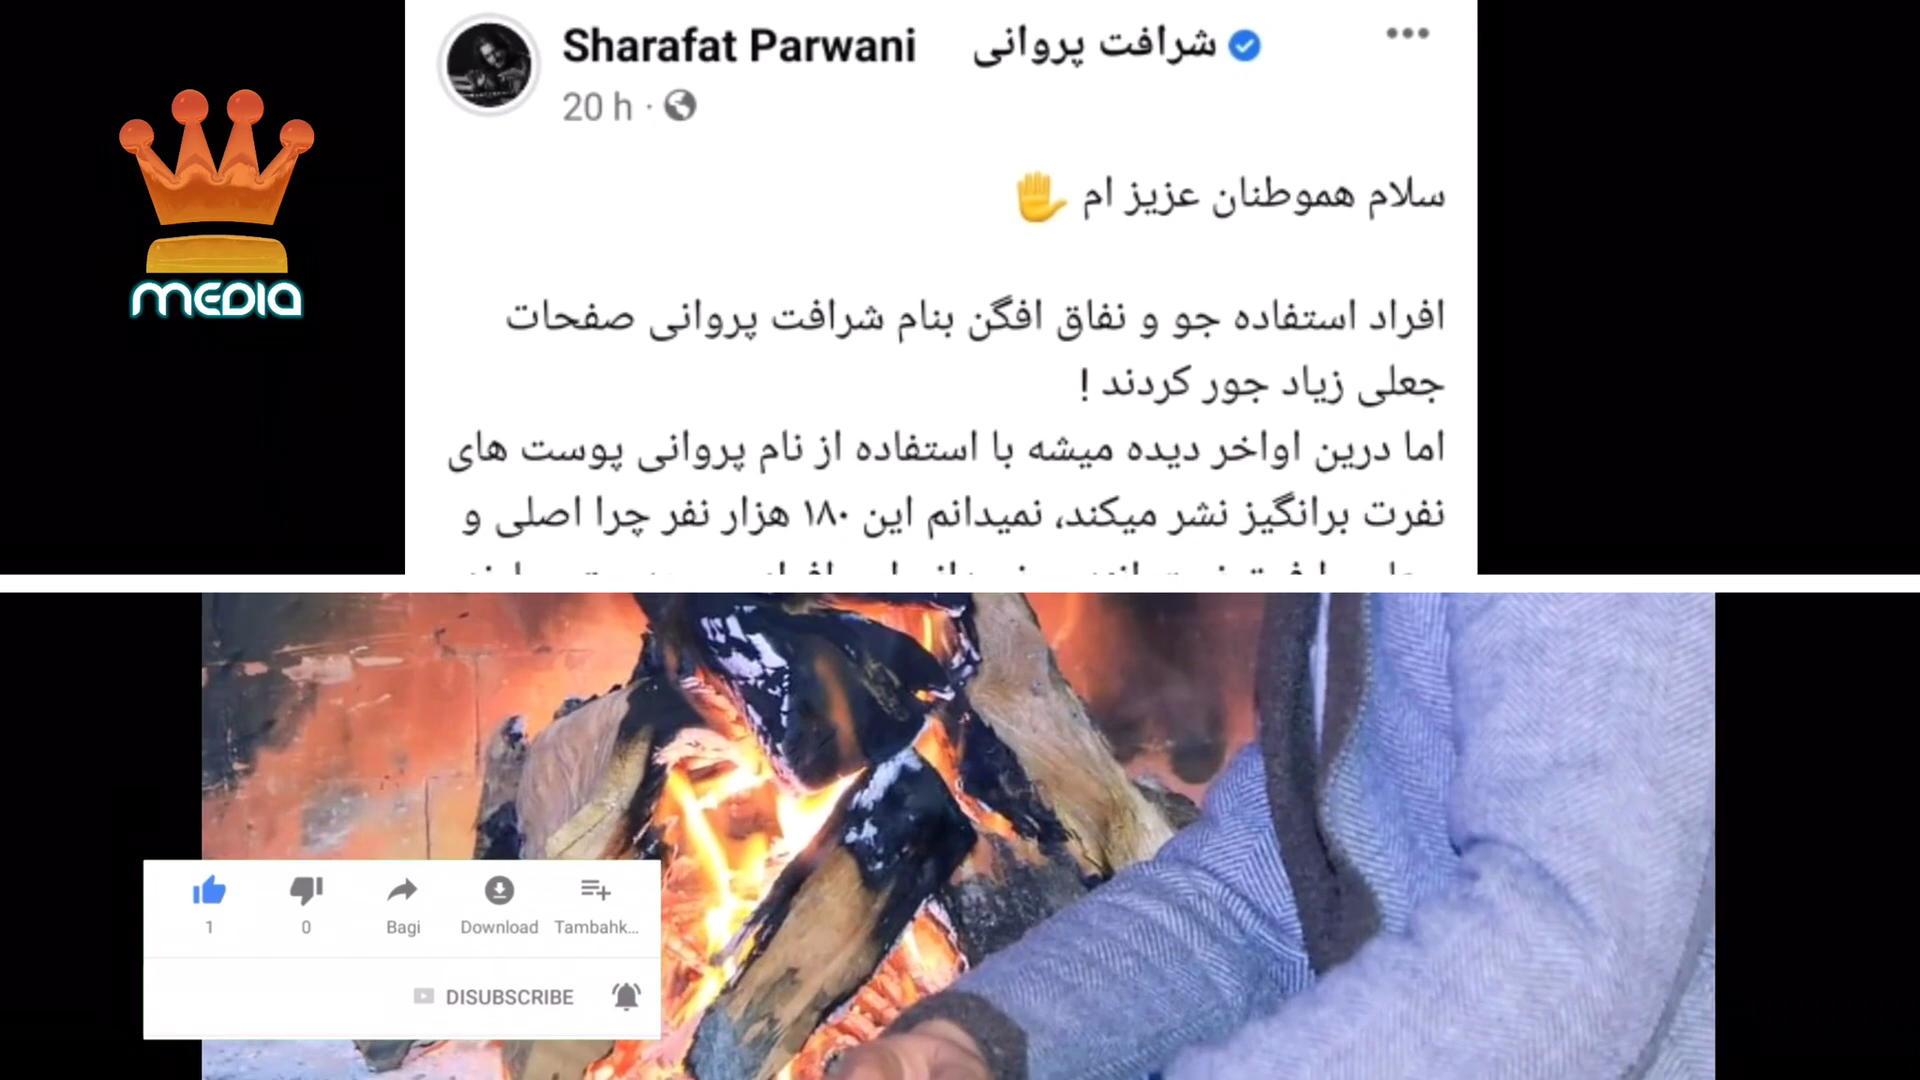 Sharafat Parwani شرافت پروانی
20 h ·
سلام هموطنان عزیز ام ✋
افراد استفاده جو و نفاق افگن بنام شرافت پروانی صفحات
جعلی زیاد جور کردند !
اما درین اواخر دیده میشه با استفاده از نام پروانی پوست های
نفرت برانگیز نشر میکند، نمیدانم این ۱۸۰ هزار نفر چرا اصلی و
MEDIA
1 0 Bagi Download Tambahk...
DISUBSCRIBE